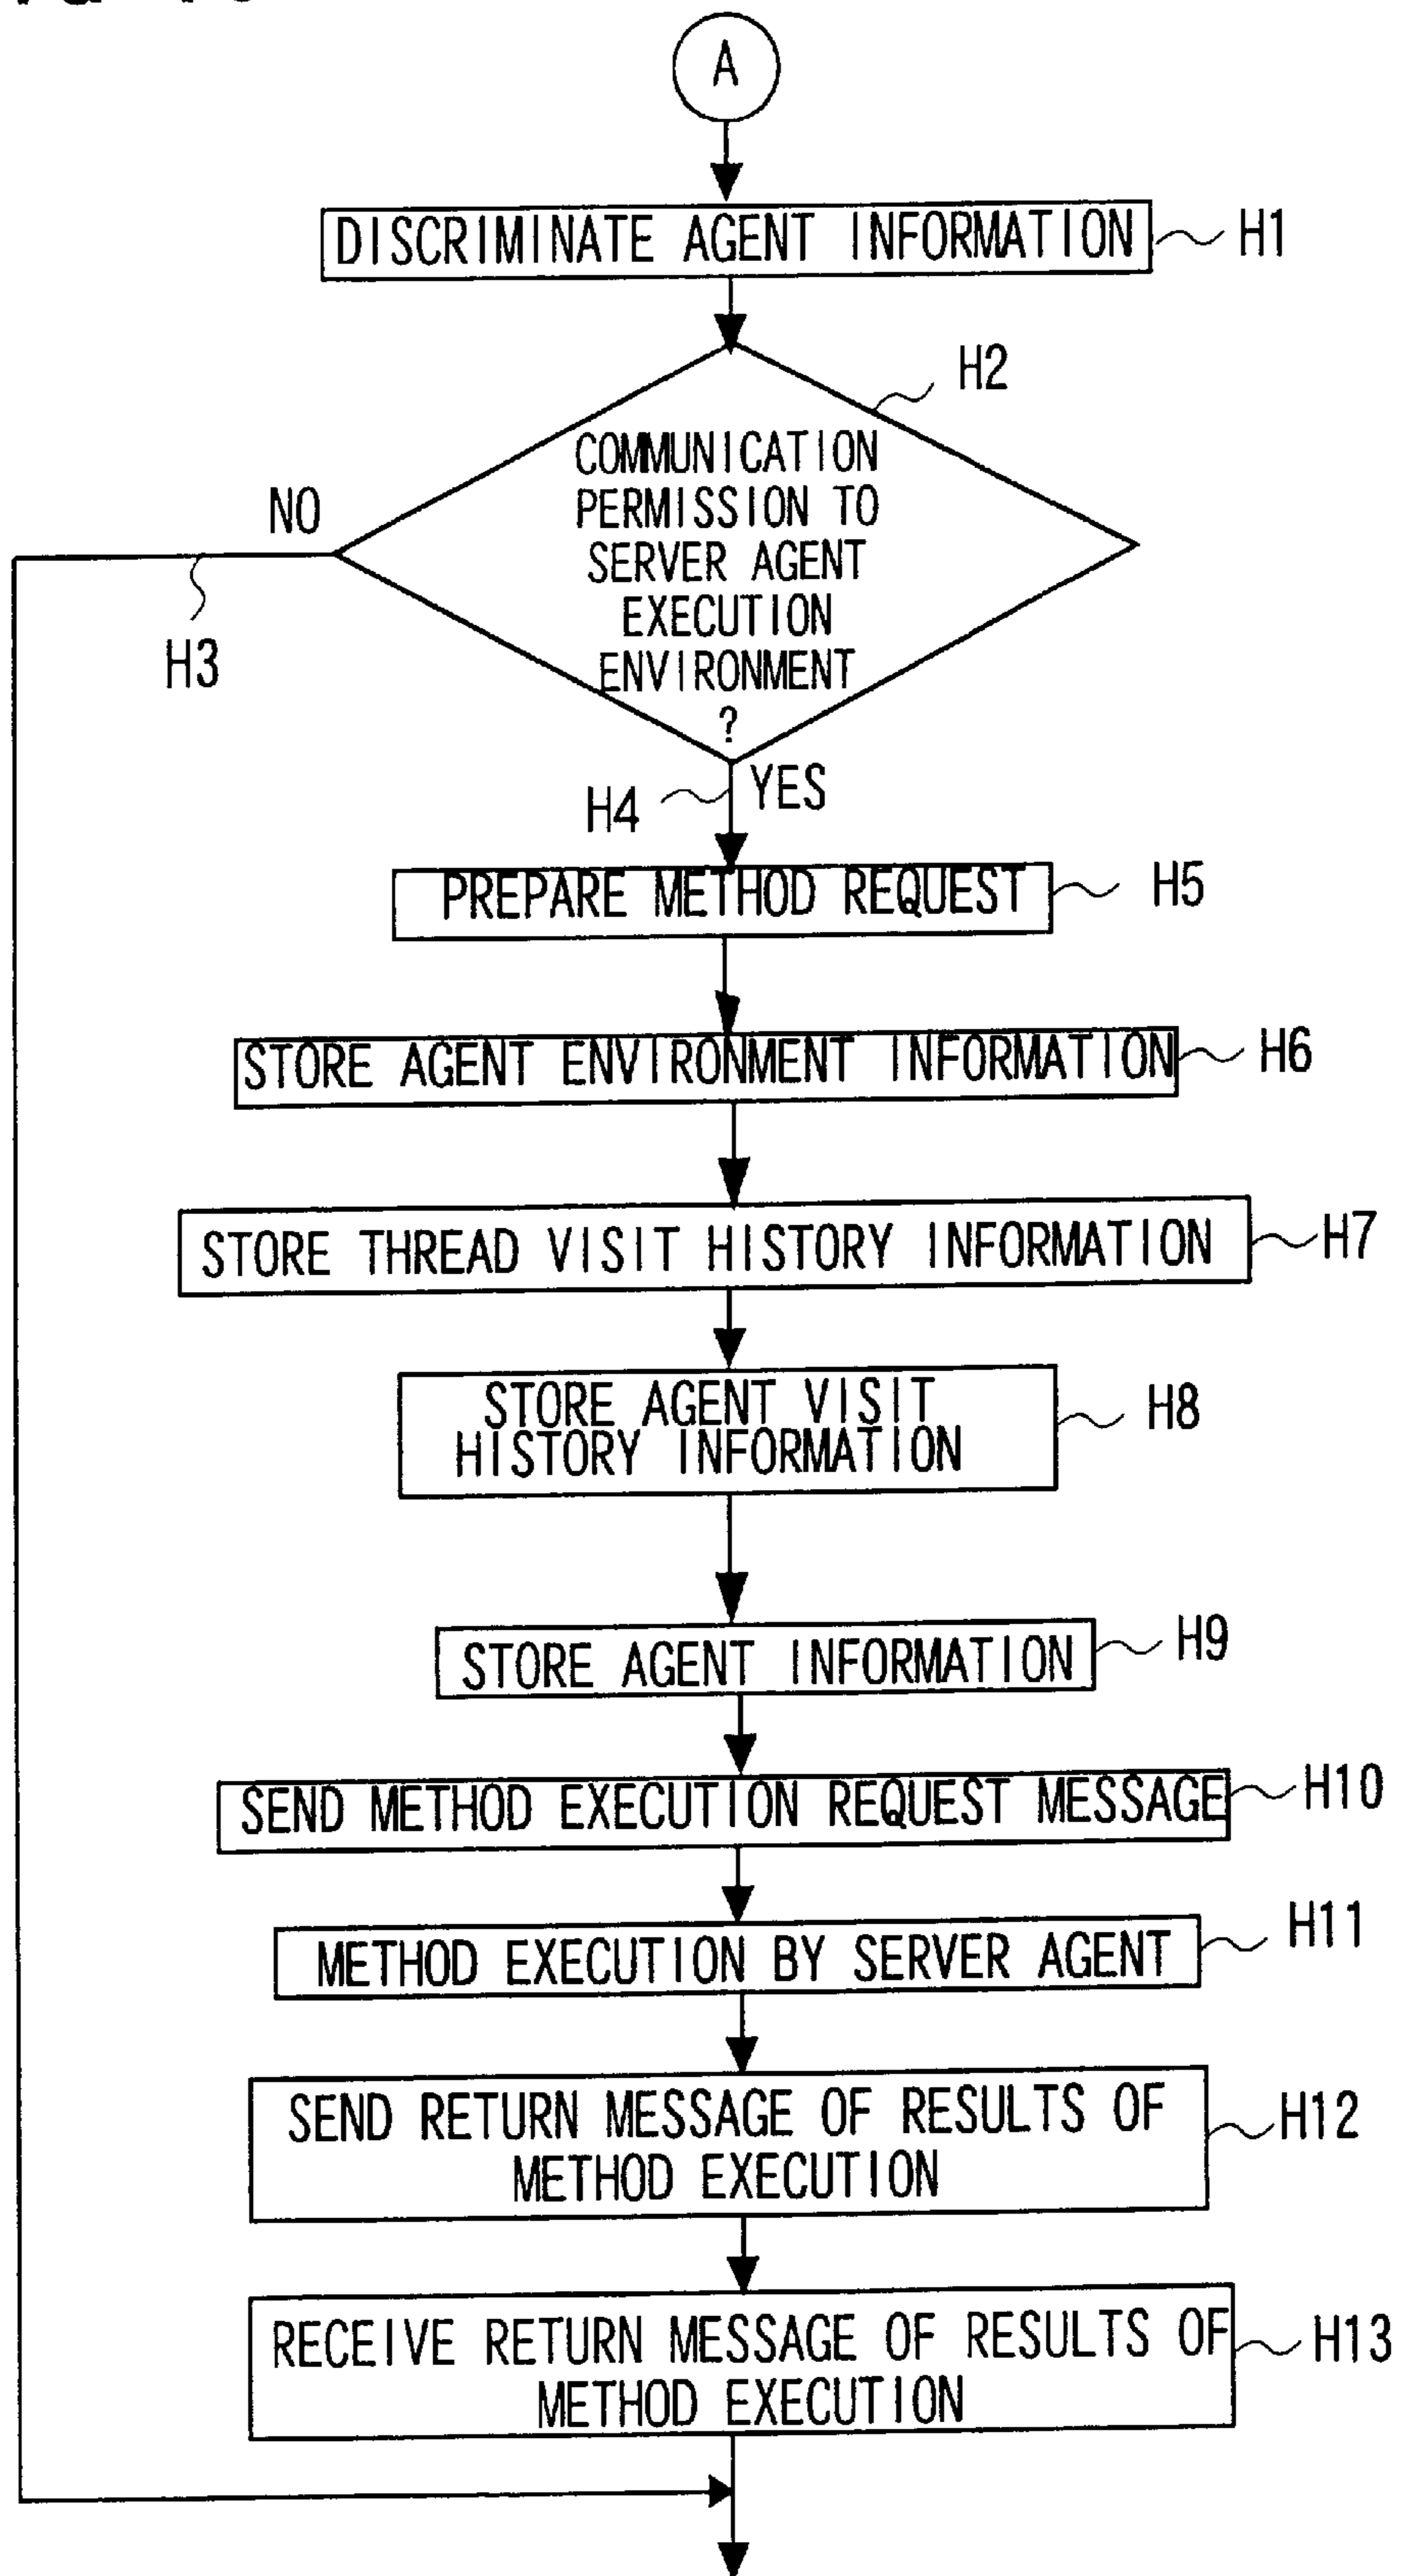 A
DISCRIMINATE AGENT INFORMATION
H1
H2
COMMUNICATION
PERMISSION TO
SERVER AGENT
EXECUTION
ENVIRONMENT
?
NO
H3
H4
YES
PREPARE METHOD REQUEST
H5
STORE AGENT ENVIRONMENT INFORMATION
H6
STORE THREAD VISIT HISTORY INFORMATION
H7
STORE AGENT VISIT
HISTORY INFORMATION
H8
STORE AGENT INFORMATION
H9
SEND METHOD EXECUTION REQUEST MESSAGE
H10
METHOD EXECUTION BY SERVER AGENT
H11
SEND RETURN MESSAGE OF RESULTS OF
METHOD EXECUTION
H12
RECEIVE RETURN MESSAGE OF RESULTS OF
METHOD EXECUTION
H13